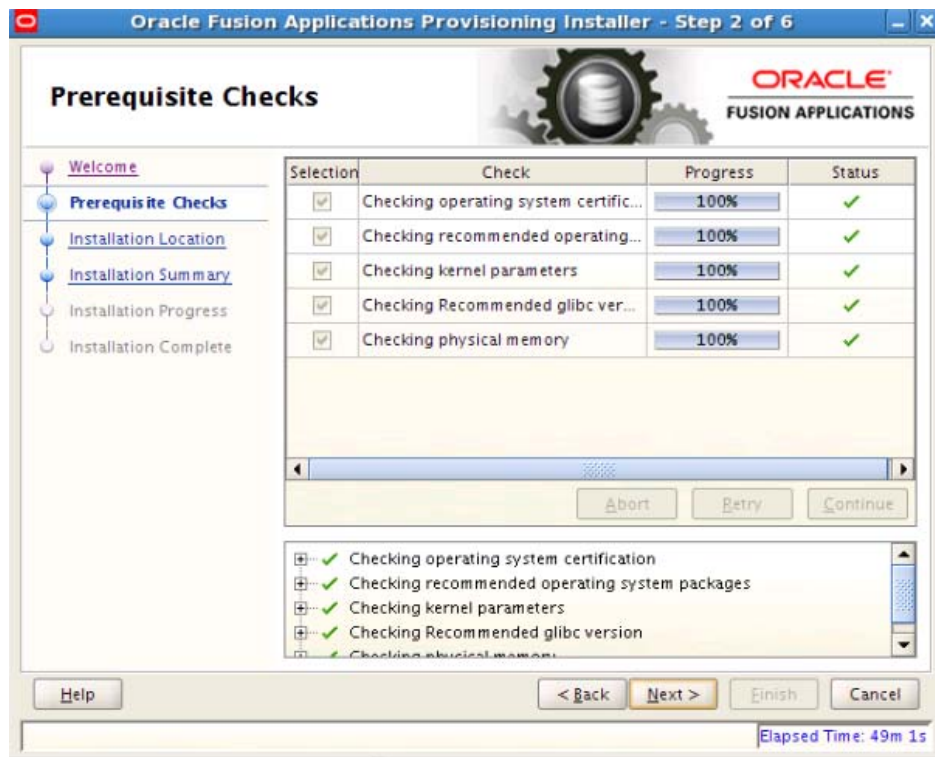 Oracle Fusion Applications Provisioning Installer - Step 2 of 6
Prerequisite Checks
ORACLE
FUSION APPLICATIONS
Welcome
Prerequisite Checks
Installation Location
Installation Summary
Installation Progress
Installation Complete
Selection Check Progress Status
Checking operating system certific... 100%
Checking recommended operating... 100%
Checking kernel parameters 100%
Checking Recommended glibc ver... 100%
Checking physical memory 100%
Abort Retry Continue
Checking operating system certification
Checking recommended operating system packages
Checking kernel parameters
Checking Recommended glibc version
Checking physical memory
Help < Back Next > Finish Cancel
Elapsed Time: 49m 1s